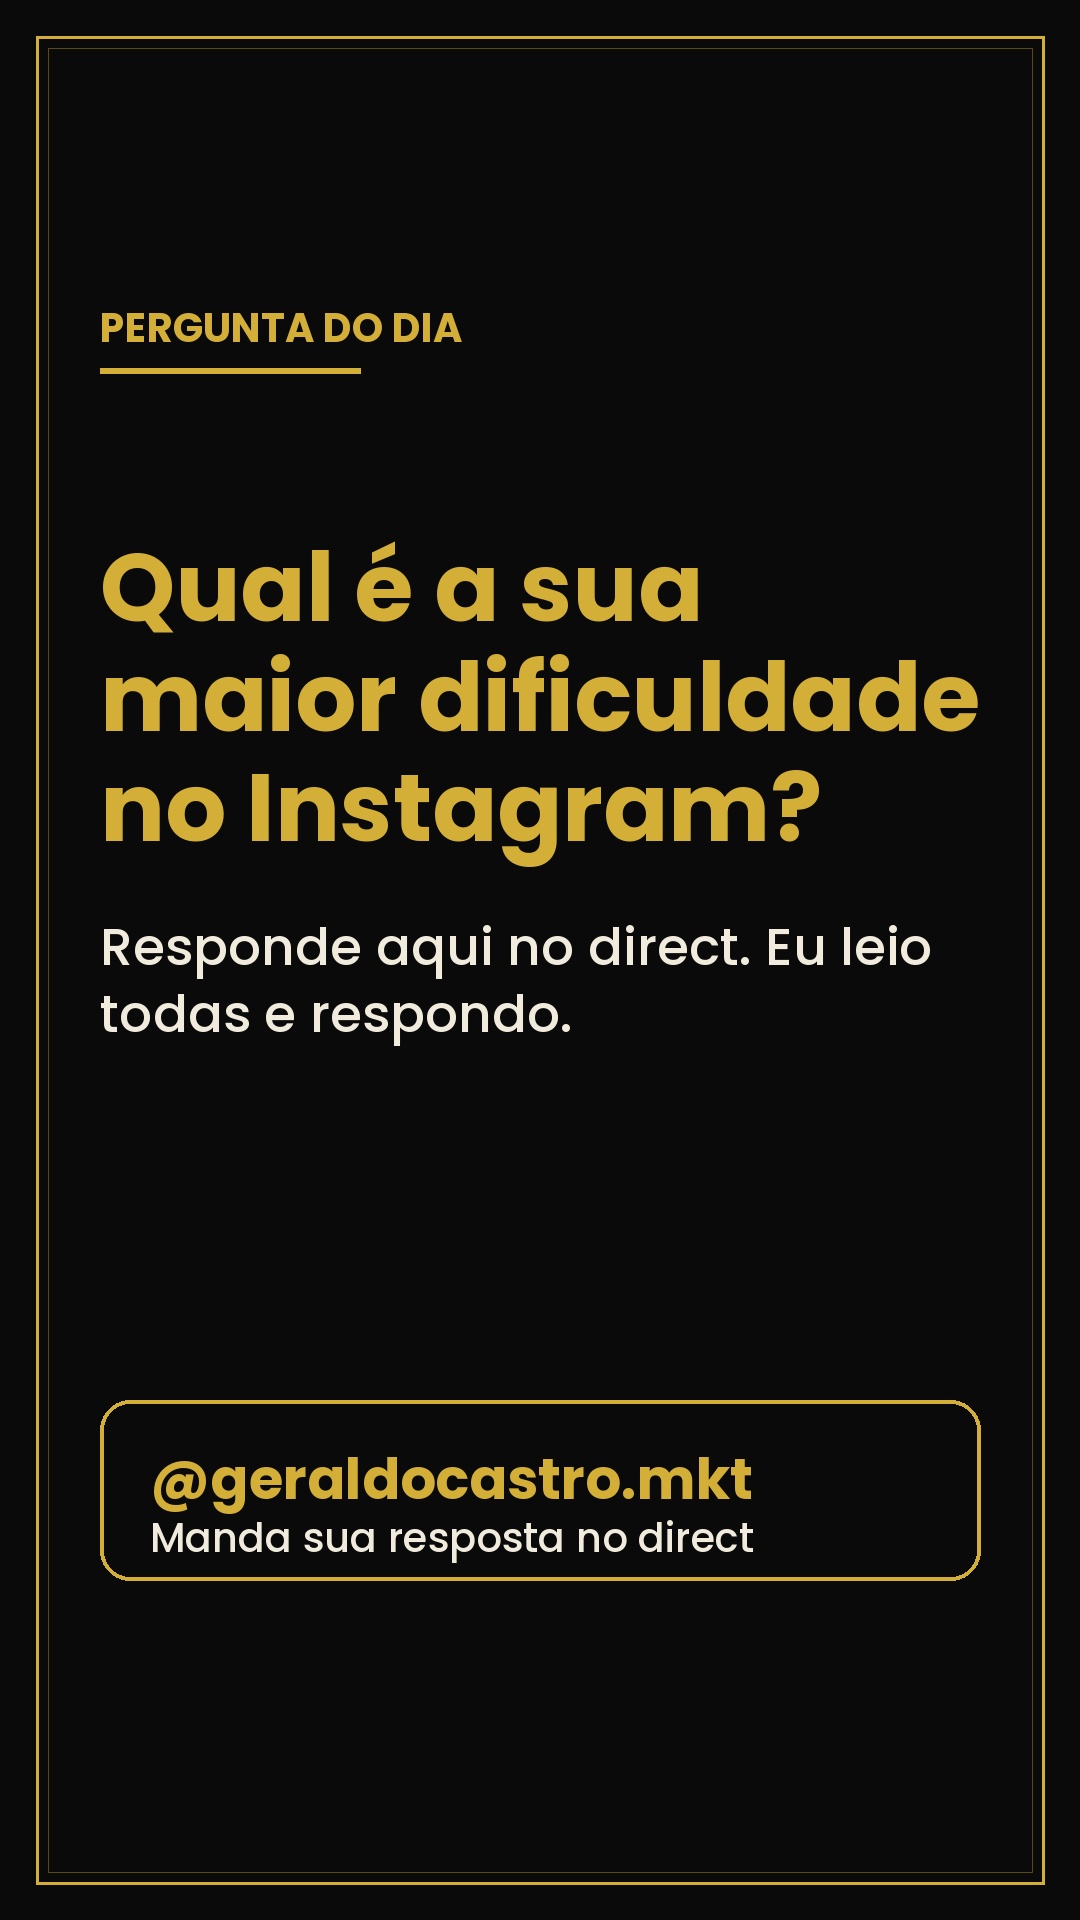 PERGUNTA DO DIA
Qual é a sua
maior dificuldade
no Instagram?
Responde aqui no direct. Eu leio
todas e respondo.
@geraldocastro.mkt
Manda sua resposta no direct